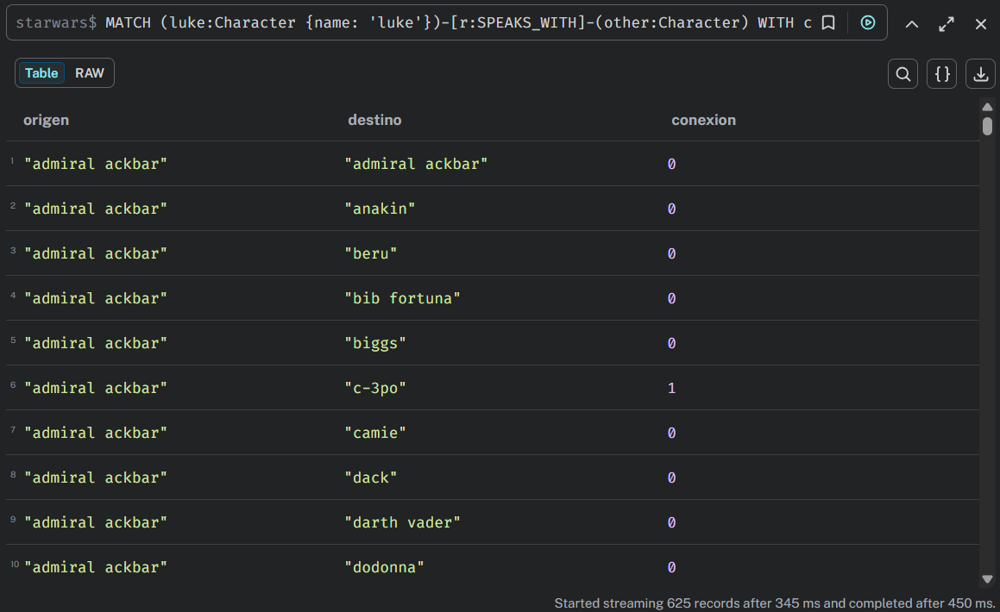 starwars$ MATCH (luke:Character {name: 'luke'})-[r:SPEAKS_WITH]-(other:Character) WITH c
Table RAW
origen destino conexion
1 "admiral ackbar" "admiral ackbar" 0
2 "admiral ackbar" "anakin" 0
3 "admiral ackbar" "beru" 0
4 "admiral ackbar" "bib fortuna" 0
5 "admiral ackbar" "biggs" 0
6 "admiral ackbar" "c-3po" 1
7 "admiral ackbar" "camie" 0
8 "admiral ackbar" "dack" 0
9 "admiral ackbar" "darth vader" 0
10 "admiral ackbar" "dodonna" 0
Started streaming 625 records after 345 ms and completed after 450 ms.